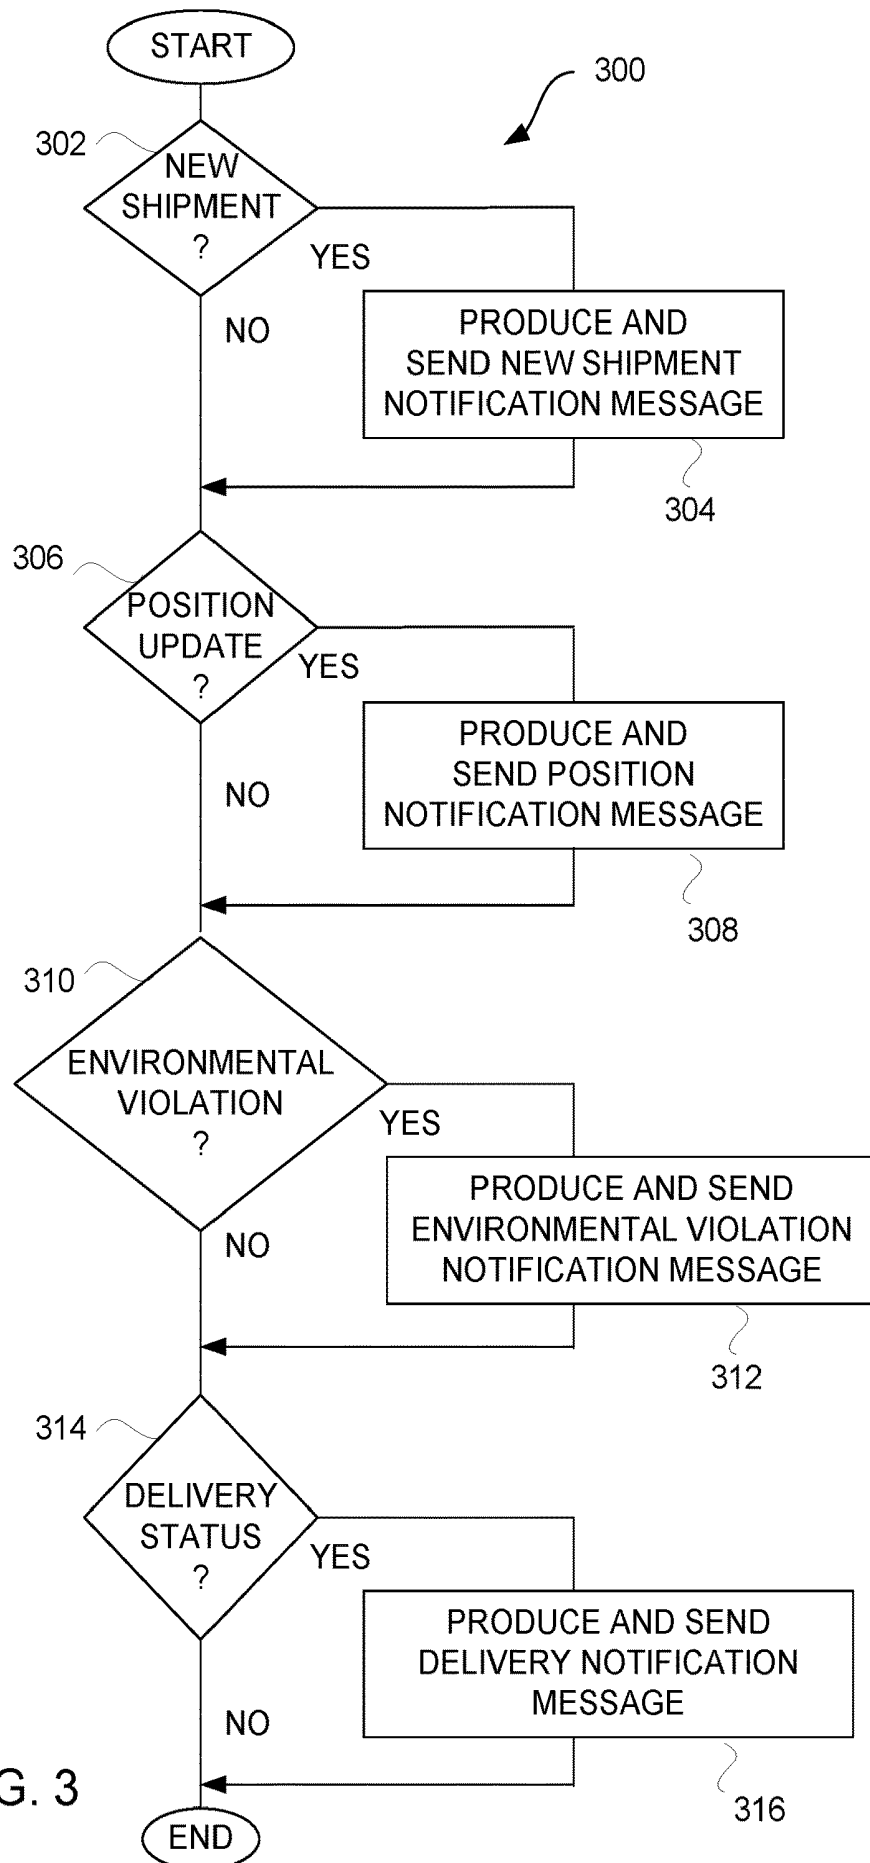 START
300
302
NEW
SHIPMENT
?
YES
NO
PRODUCE AND
SEND NEW SHIPMENT
NOTIFICATION MESSAGE
304
306
POSITION
UPDATE
?
YES
NO
PRODUCE AND
SEND POSITION
NOTIFICATION MESSAGE
308
310
ENVIRONMENTAL
VIOLATION
?
YES
NO
PRODUCE AND SEND
ENVIRONMENTAL VIOLATION
NOTIFICATION MESSAGE
312
314
DELIVERY
STATUS
?
YES
NO
PRODUCE AND SEND
DELIVERY NOTIFICATION
MESSAGE
316
G. 3
END